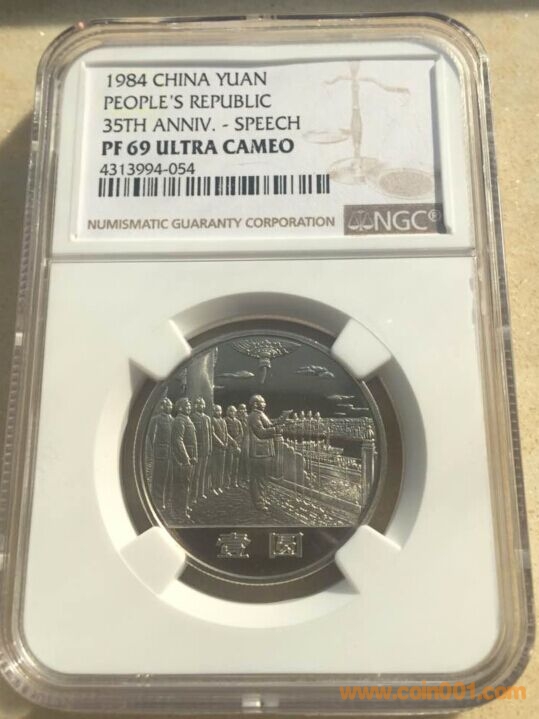 1984 CHINA YUAN
PEOPLE'S REPUBLIC
35TH ANNIV. - SPEECH
PF 69 ULTRA CAMEO
4313994-054
NUMISMATIC GUARANTY CORPORATION NGC®
壹 圆
www.coin001.com